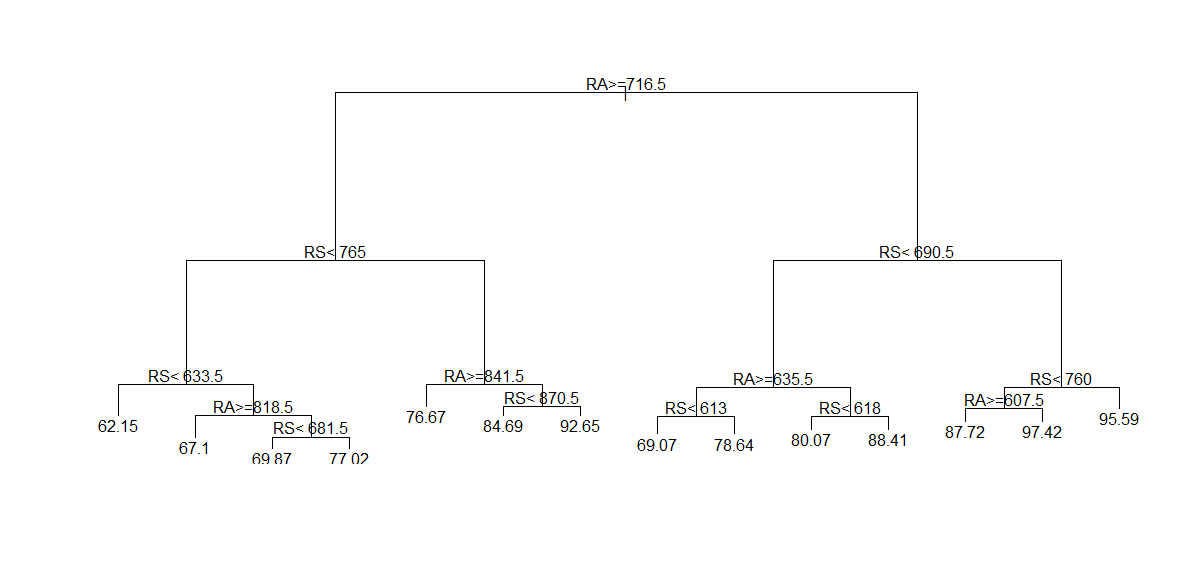 RA>=716.5
RS< 765
RS< 690.5
RS< 633.5
RA>=841.5
RA>=635.5
RS< 760
RS< 870.5
RA>=607.5
RA>=818.5
RS< 613
RS< 618
62.15
RS< 681.5
76.67
84.69
92.65
69.07
78.64
80.07
88.41
87.72
97.42
95.59
67.1
69.87
77.02